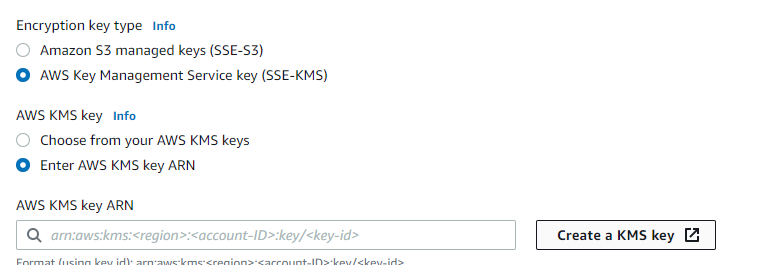 Encryption key type Info
Amazon S3 managed keys (SSE-S3)
AWS Key Management Service key (SSE-KMS)
AWS KMS key Info
Choose from your AWS KMS keys
Enter AWS KMS key ARN
AWS KMS key ARN
arn:aws:kms:<region>:<account-ID>:key/<key-id>
Create a KMS key
Format (using key id): arn:aws:kms:<region>:<account-ID>:key/<key-id>